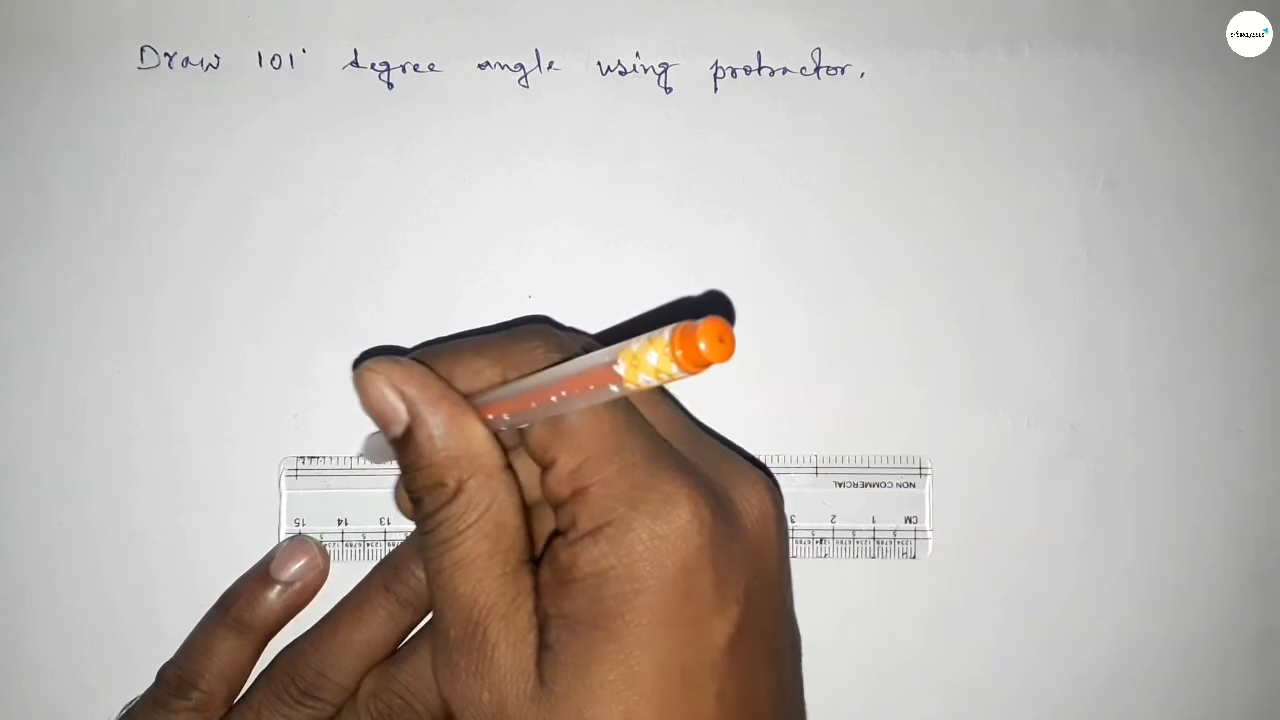 Draw 101° degree angle using protractor.
NON COMMERCIAL
15 14 13 3 2 1 CM